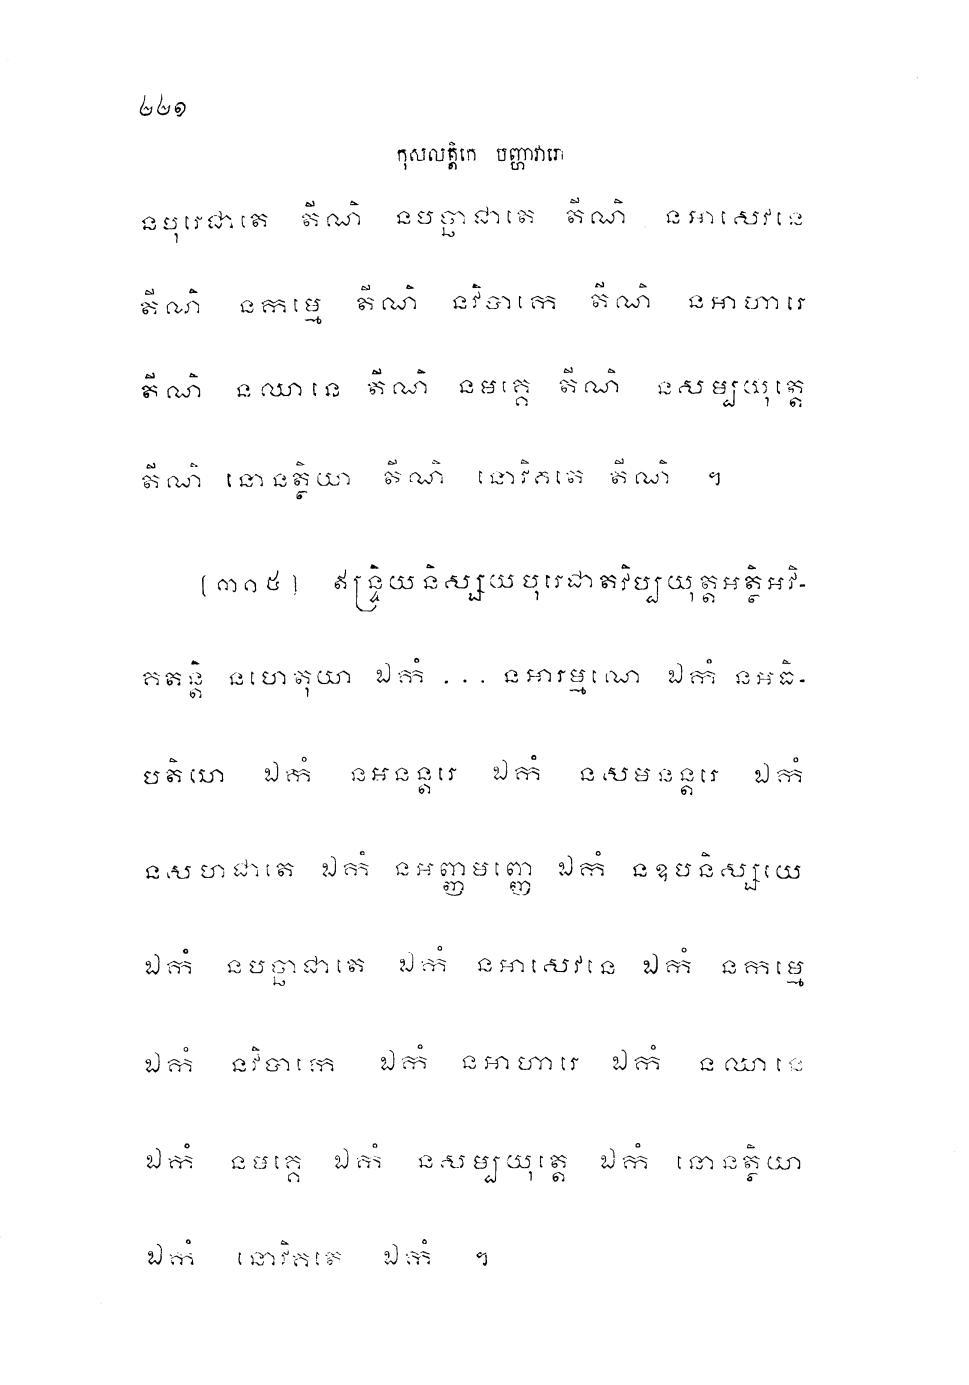 ២២១
កុសលត្តិកេ បញ្ហាវារោ
នបុរេជាតេ តីណិ នបច្ឆាជាតេ តីណិ នអាសេវនេ
តីណិ នកម្មេ តីណិ នវិបាកេ តីណិ នអាហារេ
តីណិ នឈានេ តីណិ នមគ្គេ តីណិ នសម្បយុត្តេ
តីណិ នោនត្ថិយា តីណិ នោវិគតេ តីណិ ។
[៣១៥] ឥន្ទ្រិយនិស្សយបុរេជាតវិប្បយុត្តអត្ថិអវិ-
គតន្តិ នហេតុយា ឯកំ ... នអារម្មណេ ឯកំ នអធិ-
បតិយា ឯកំ នអនន្តរេ ឯកំ នសមនន្តរេ ឯកំ
នសហជាតេ ឯកំ នអញ្ញមញ្ញេ ឯកំ នឧបនិស្សយេ
ឯកំ នបច្ឆាជាតេ ឯកំ នអាសេវនេ ឯកំ នកម្មេ
ឯកំ នវិបាកេ ឯកំ នអាហារេ ឯកំ នឈានេ
ឯកំ នមគ្គេ ឯកំ នសម្បយុត្តេ ឯកំ នោនត្ថិយា
ឯកំ នោវិគតេ ឯកំ ។